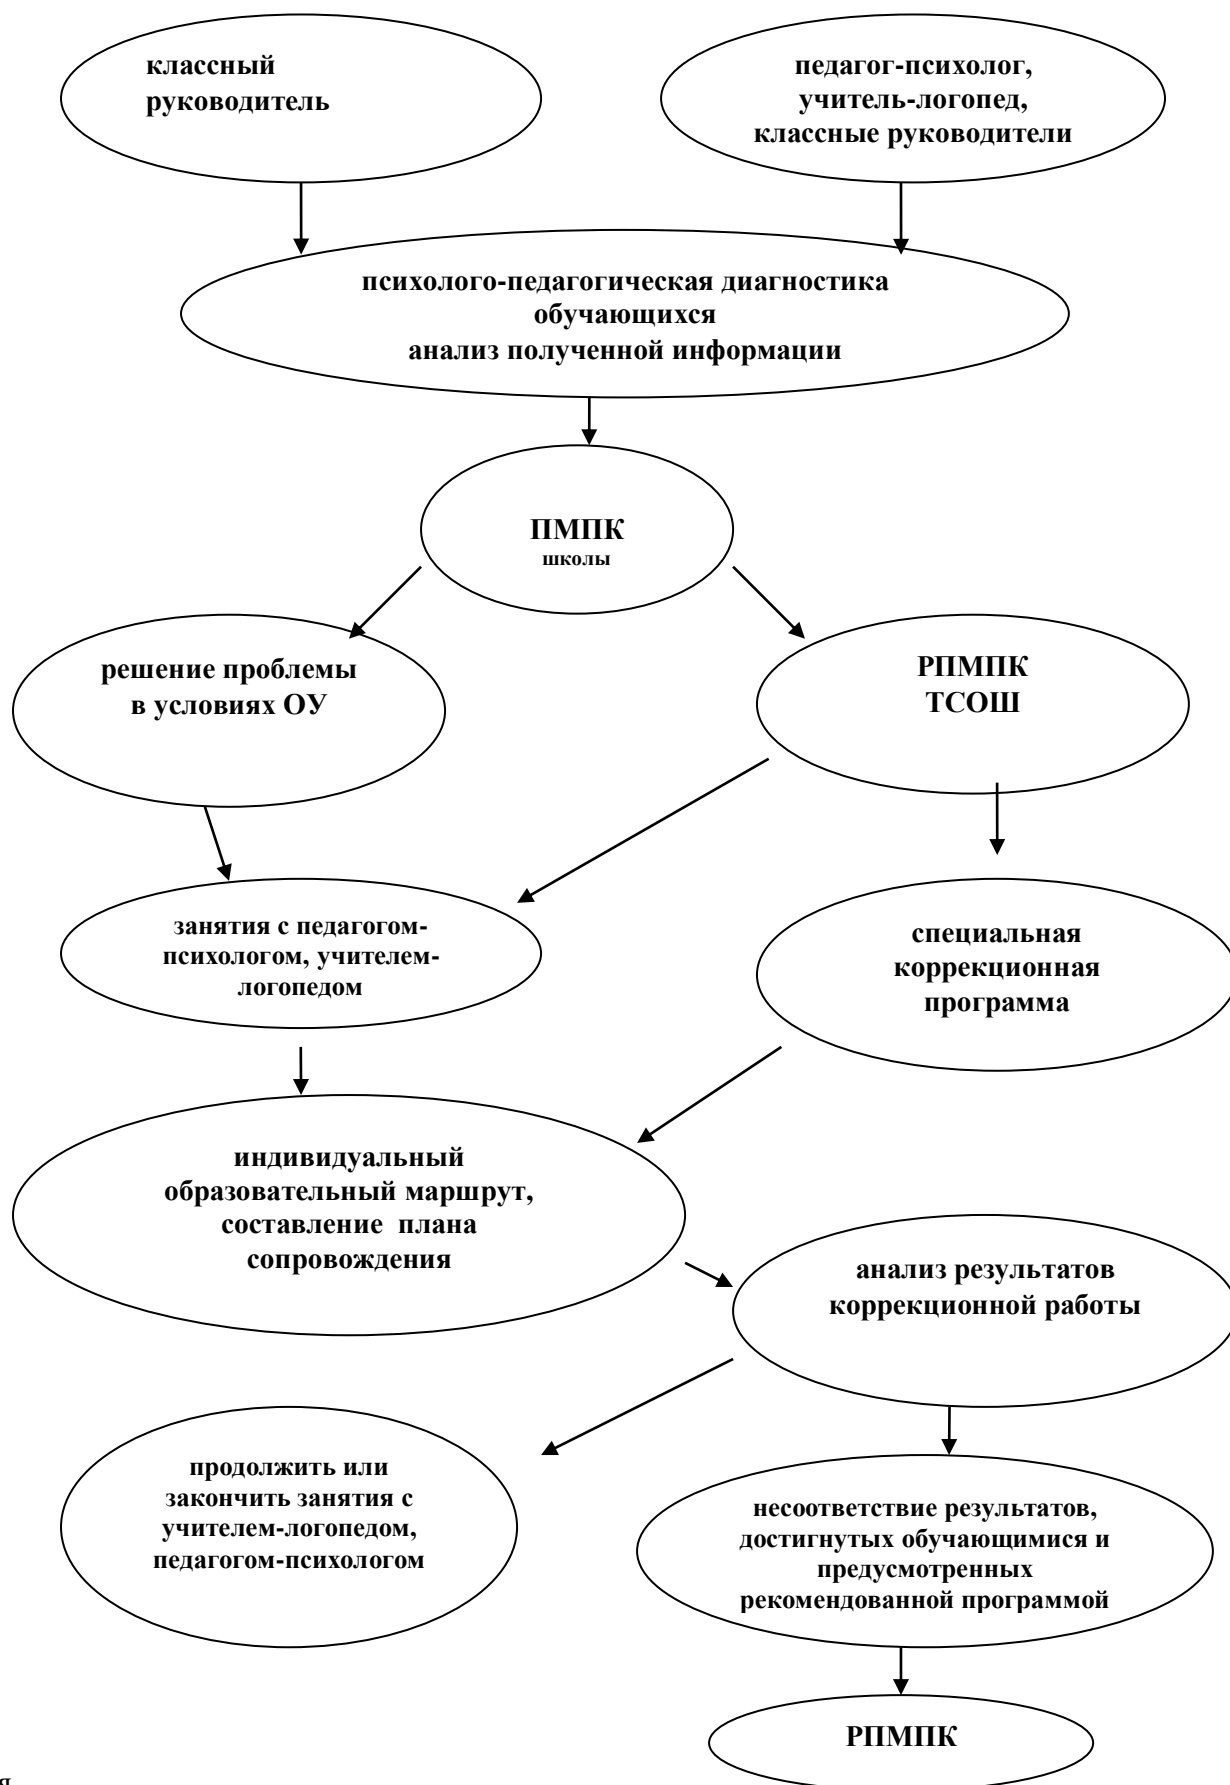 классный
руководитель
педагог-психолог,
учитель-логопед,
классные руководители
психолого-педагогическая диагностика
обучающихся
анализ полученной информации
ПМПК
школы
решение проблемы
в условиях ОУ
РПМПК
ТСОШ
занятия с педагогом-
психологом, учителем-
логопедом
специальная
коррекционная
программа
индивидуальный
образовательный маршрут,
составление плана
сопровождения
анализ результатов
коррекционной работы
продолжить или
закончить занятия с
учителем-логопедом,
педагогом-психологом
несоответствие результатов,
достигнутых обучающимися и
предусмотренных
рекомендованной программой
РПМПК